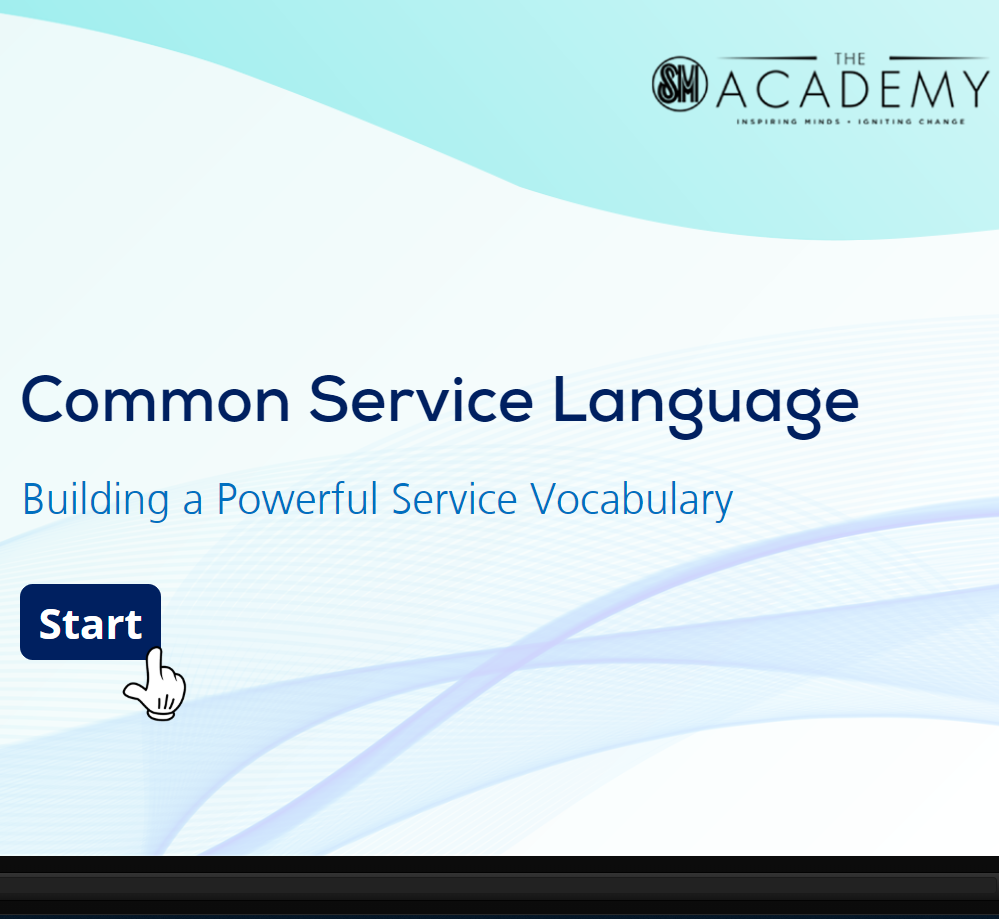 THE
SM ACADEMY
INSPIRING MINDS • IGNITING CHANGE
Common Service Language
Building a Powerful Service Vocabulary
Start